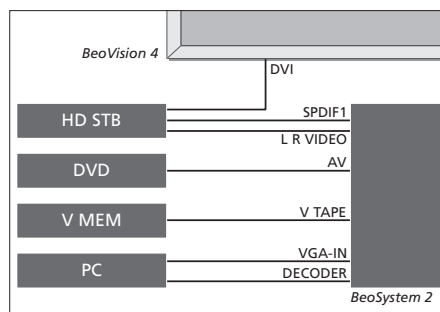 BeoVision 4
DVI
HD STB
SPDIF1
L R VIDEO
DVD
AV
V MEM
V TAPE
PC
VGA-IN
DECODER
BeoSystem 2